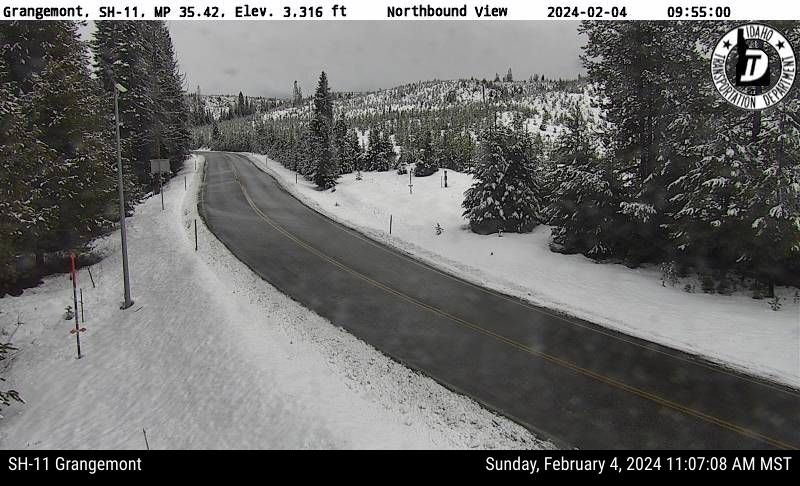 Grangemont, SH-11, MP 35.42, Elev. 3,316 ft Northbound View 2024-02-04 09:55:00
IDAHO
TRANSPORTATION DEPARTMENT
SH-11 Grangemont Sunday, February 4, 2024 11:07:08 AM MST